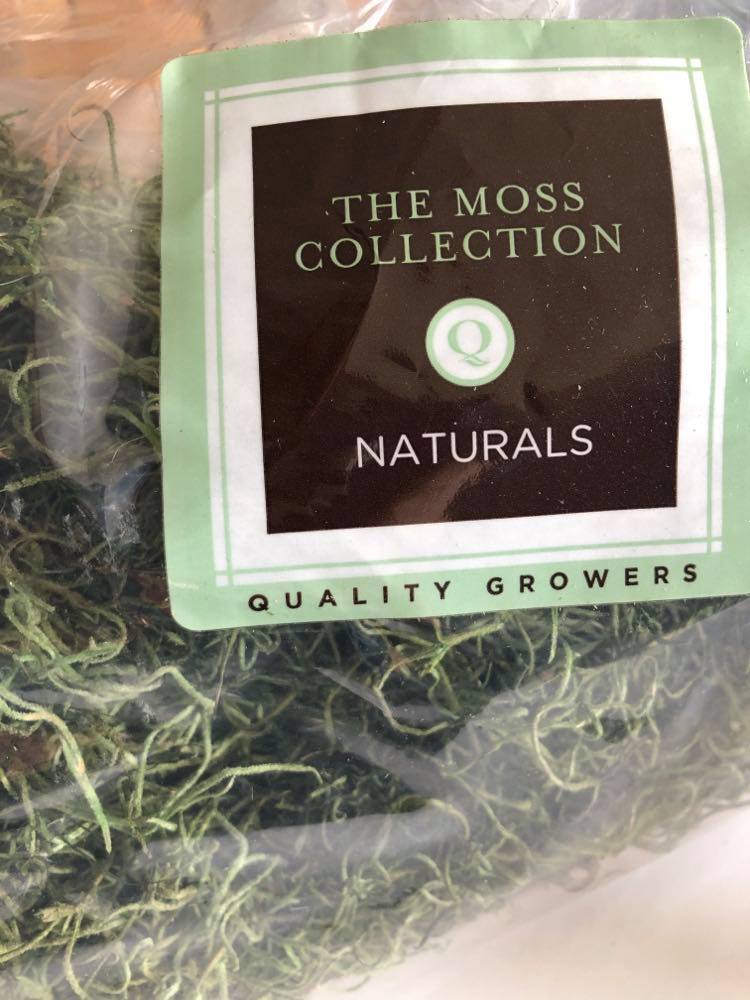 THE MOSS
COLLECTION
Q
NATURALS
QUALITY GROWERS